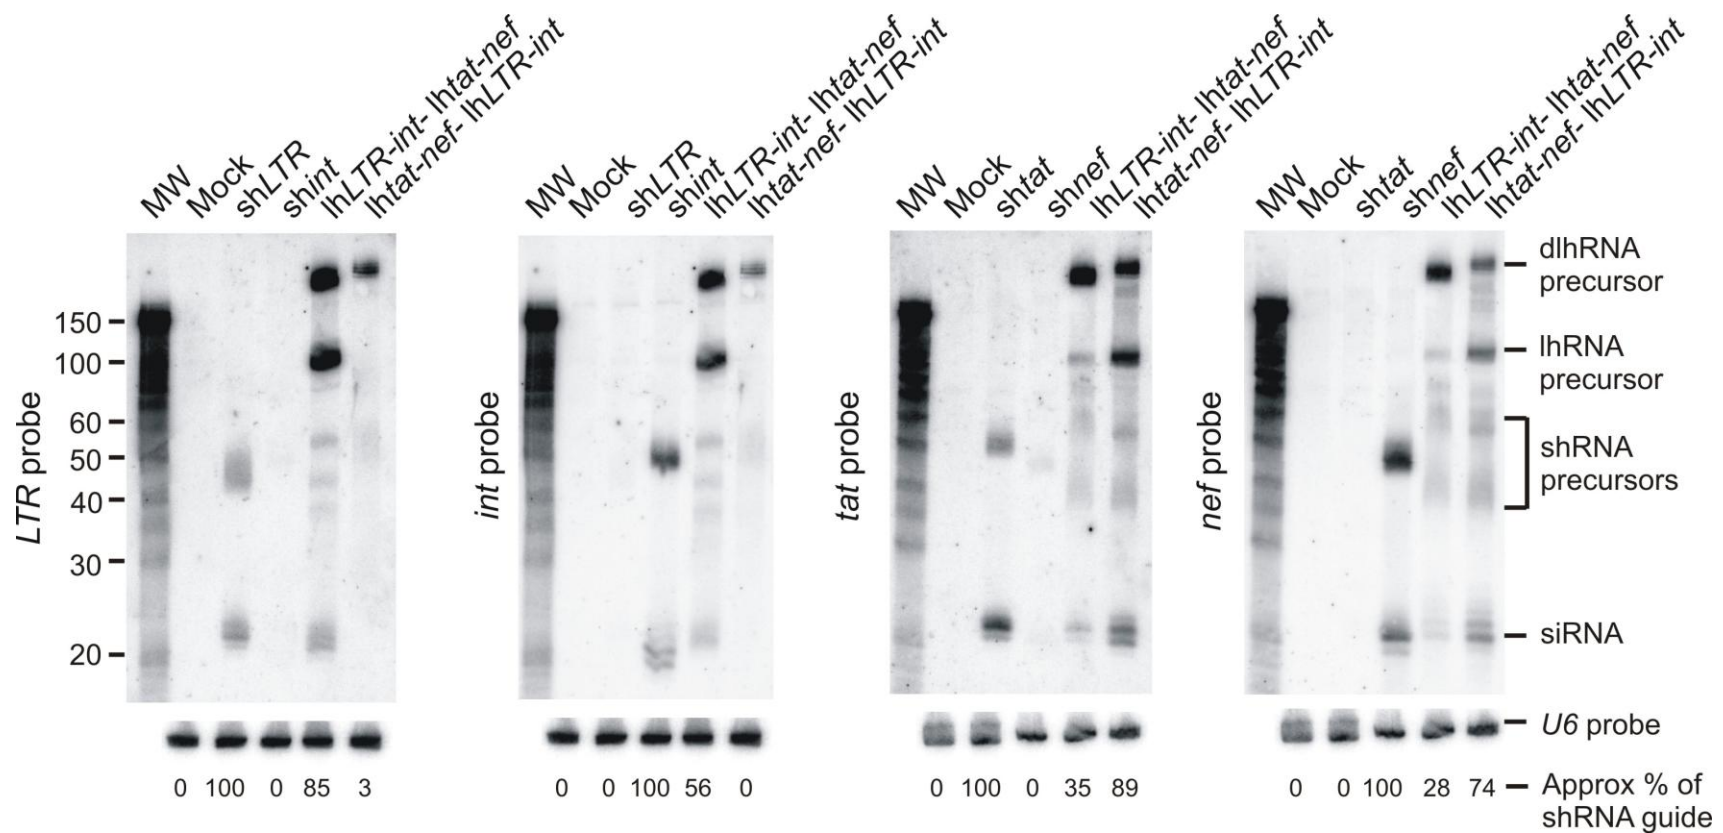 MW
Mock
shLTR
shint
lhLTR-int- lhtat-nef
lhtat-nef- lhLTR-int
MW
Mock
shLTR
shint
lhLTR-int- lhtat-nef
lhtat-nef- lhLTR-int
MW
Mock
shtat
shnef
lhLTR-int- lhtat-nef
lhtat-nef- lhLTR-int
MW
Mock
shtat
shnef
lhLTR-int- lhtat-nef
lhtat-nef- lhLTR-int
LTR probe
150
100
60
50
40
30
20
int probe
tat probe
nef probe
dlhRNA
precursor
lhRNA
precursor
shRNA
precursors
siRNA
U6 probe
0 100 0 85 3
0 0 100 56 0
0 100 0 35 89
0 0 100 28 74
Approx % of
shRNA guide